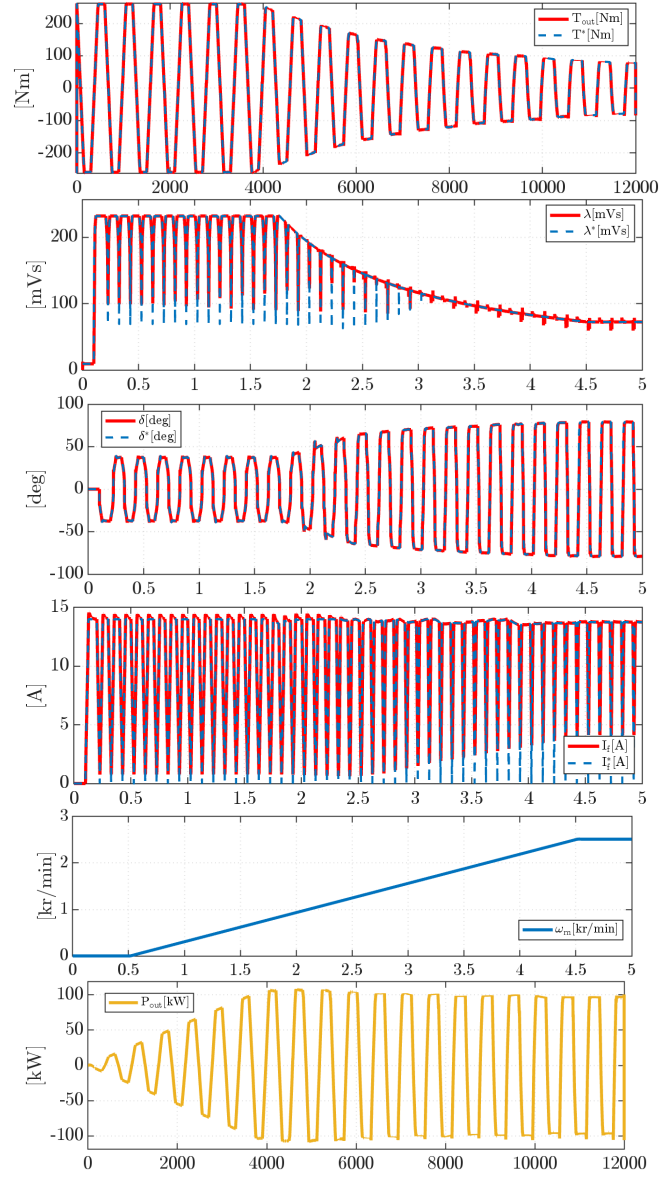 [Nm]
200
100
0
-100
-200
T_out[Nm]
T*[Nm]
0 2000 4000 6000 8000 10000 12000
[mVs]
200
100
0
λ[mVs]
λ*[mVs]
0 0.5 1 1.5 2 2.5 3 3.5 4 4.5 5
[deg]
100
50
0
-50
-100
δ[deg]
δ*[deg]
0 0.5 1 1.5 2 2.5 3 3.5 4 4.5 5
[A]
15
10
5
0
I_f[A]
I_f*[A]
0 0.5 1 1.5 2 2.5 3 3.5 4 4.5 5
[kr/min]
3
2
1
0
ω_m[kr/min]
0 0.5 1 1.5 2 2.5 3 3.5 4 4.5 5
[kW]
100
50
0
-50
-100
P_out[kW]
0 2000 4000 6000 8000 10000 12000